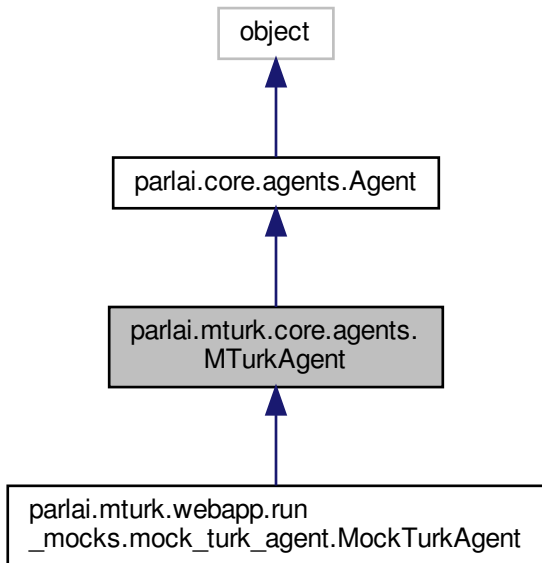 object
parlai.core.agents.Agent
parlai.mturk.core.agents.
MTurkAgent
parlai.mturk.webapp.run
_mocks.mock_turk_agent.MockTurkAgent